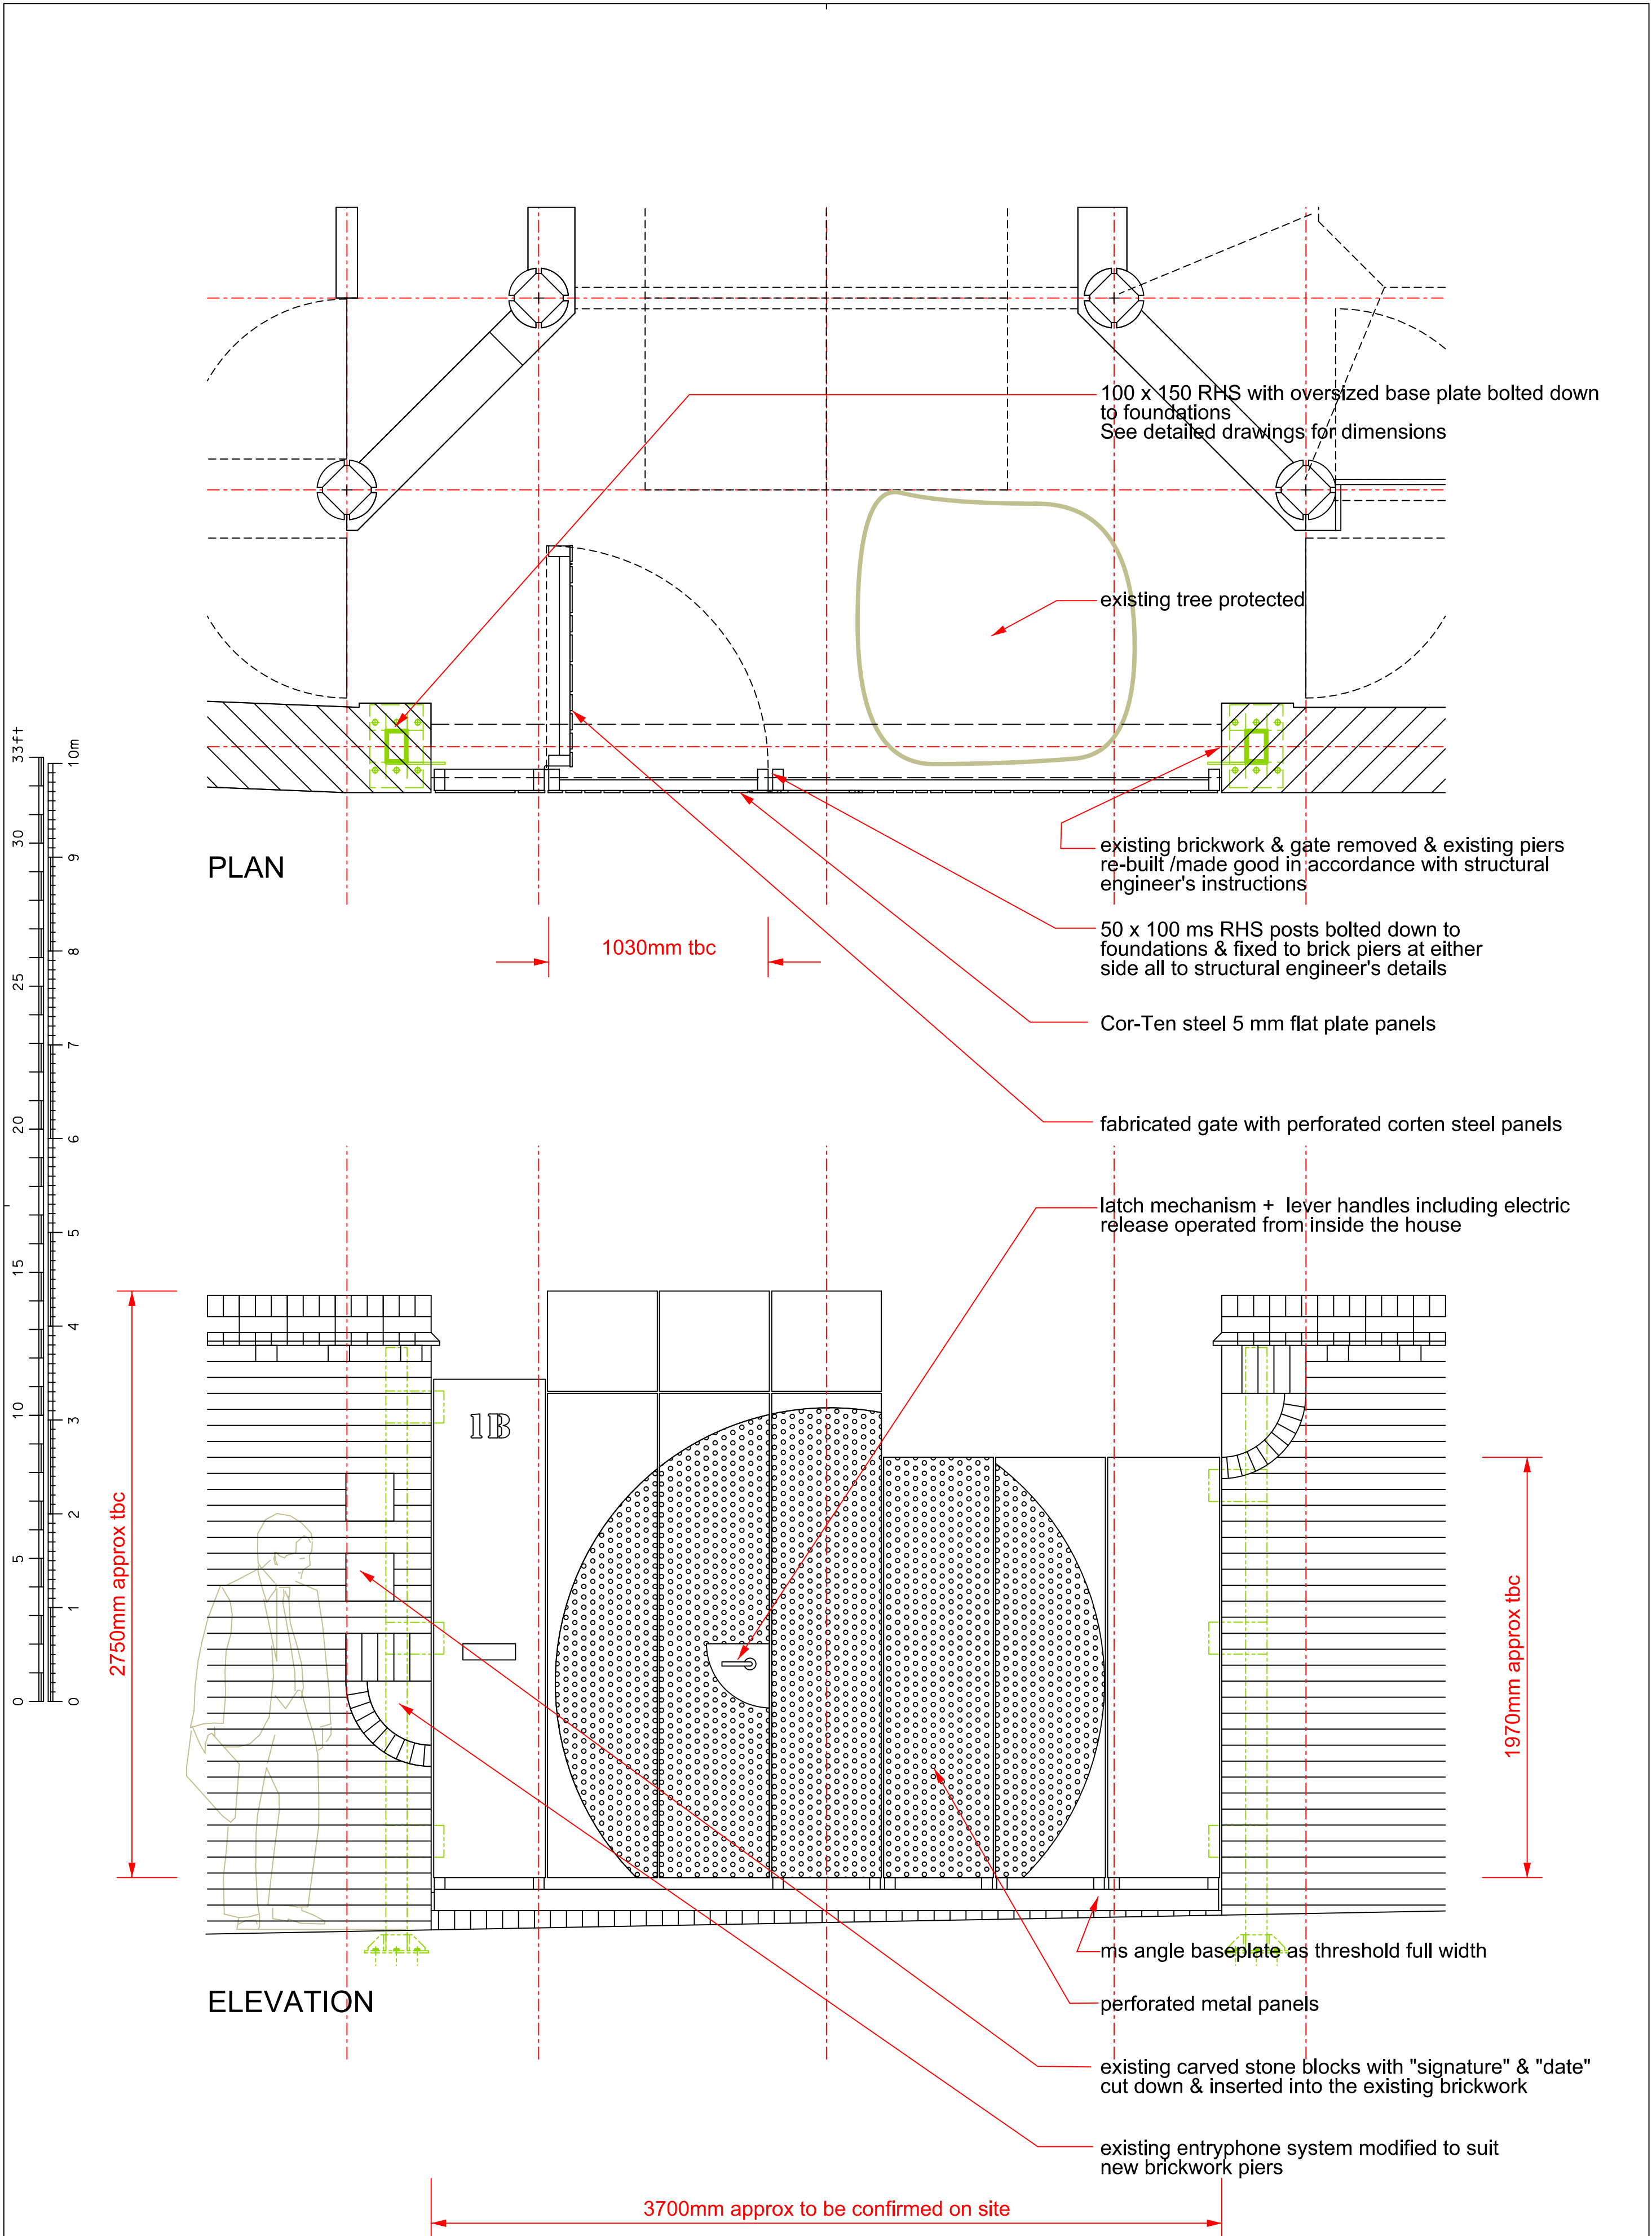 100 x 150 RHS with oversized base plate bolted down
to foundations
See detailed drawings for dimensions
existing tree protected
33ft
30
25
20
15
10
5
0
10m
9
8
7
6
5
4
3
2
1
0
PLAN
existing brickwork & gate removed & existing piers
re-built /made good in accordance with structural
engineer's instructions
1030mm tbc
50 x 100 ms RHS posts bolted down to
foundations & fixed to brick piers at either
side all to structural engineer's details
Cor-Ten steel 5 mm flat plate panels
fabricated gate with perforated corten steel panels
latch mechanism + lever handles including electric
release operated from inside the house
1B
2750mm approx tbc
1970mm approx tbc
ms angle baseplate as threshold full width
ELEVATION
perforated metal panels
existing carved stone blocks with "signature" & "date"
cut down & inserted into the existing brickwork
existing entryphone system modified to suit
new brickwork piers
3700mm approx to be confirmed on site